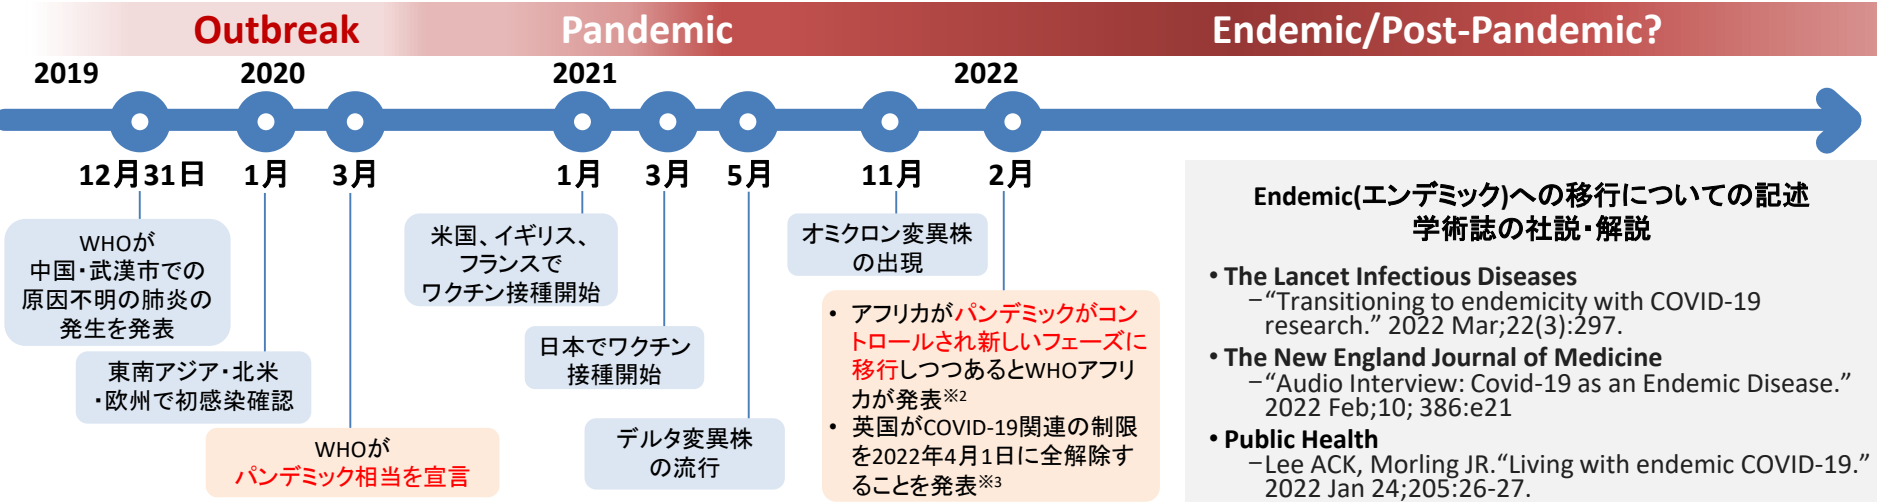 Outbreak
Pandemic
Endemic/Post-Pandemic?
2019
2020
2021
2022
12月31日
1月
3月
1月
3月
5月
11月
2月
WHOが
中国・武漢市での
原因不明の肺炎の
発生を発表
東南アジア・北米
・欧州で初感染確認
WHOが
パンデミック相当を宣言
米国、イギリス、
フランスで
ワクチン接種開始
日本でワクチン
接種開始
デルタ変異株
の流行
オミクロン変異株
の出現
• アフリカがパンデミックがコン
トロールされ新しいフェーズに
移行しつつあるとWHOアフリ
カが発表※2
• 英国がCOVID-19関連の制限
を2022年4月1日に全解除す
ることを発表※3
Endemic(エンデミック)への移行についての記述
学術誌の社説・解説
• The Lancet Infectious Diseases
–“Transitioning to endemicity with COVID-19
research.” 2022 Mar;22(3):297.
• The New England Journal of Medicine
–“Audio Interview: Covid-19 as an Endemic Disease.”
2022 Feb;10; 386:e21
• Public Health
–Lee ACK, Morling JR.“Living with endemic COVID-19.”
2022 Jan 24;205:26-27.